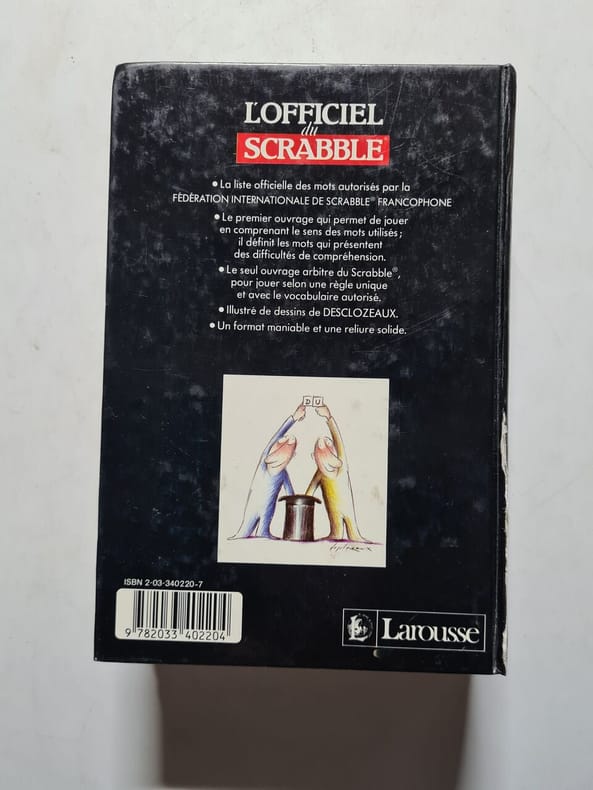 L'OFFICIEL
du
SCRABBLE®
• La liste officielle des mots autorisés par la
FÉDÉRATION INTERNATIONALE DE SCRABBLE® FRANCOPHONE
• Le premier ouvrage qui permet de jouer
en comprenant le sens des mots utilisés ;
il définit les mots qui présentent
des difficultés de compréhension.
• Le seul ouvrage arbitre du Scrabble®,
pour jouer selon une règle unique
et avec le vocabulaire autorisé.
• Illustré de dessins de DESCLOZEAUX.
• Un format maniable et une reliure solide.
D U
desclozeaux
ISBN 2-03-340220-7
9 782033 402204
Larousse